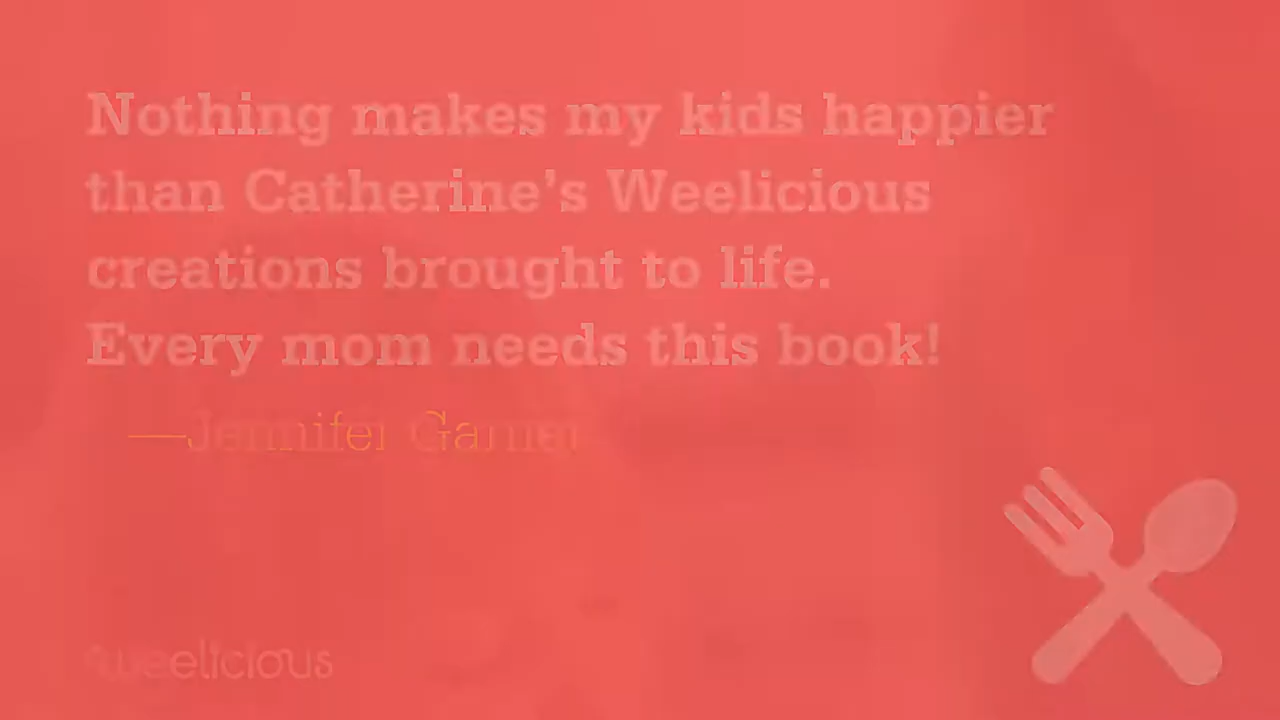 Nothing makes my kids happier
than Catherine’s Weelicious
creations brought to life.
Every mom needs this book!
—Jennifer Garner
weelicious